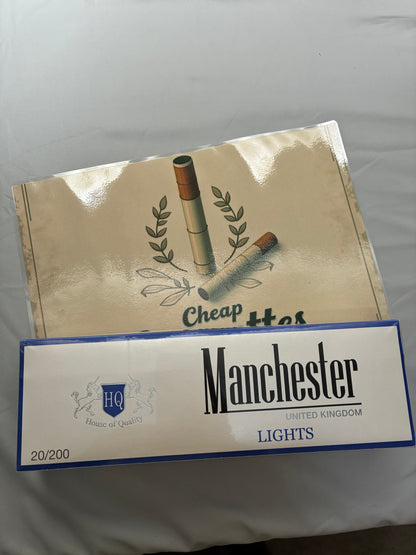 Cheap
Manchester
UNITED KINGDOM
LIGHTS
HQ
House of Quality
20/200